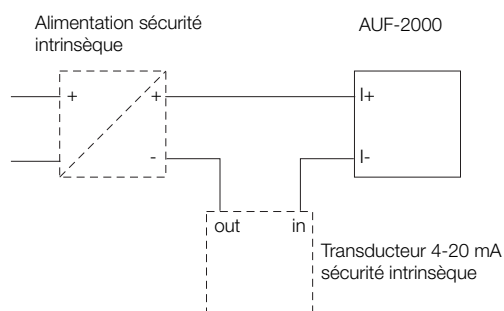 Alimentation sécurité
intrinsèque
AUF-2000
+
+
I+
-
I-
out
in
Transducteur 4-20 mA
sécurité intrinsèque